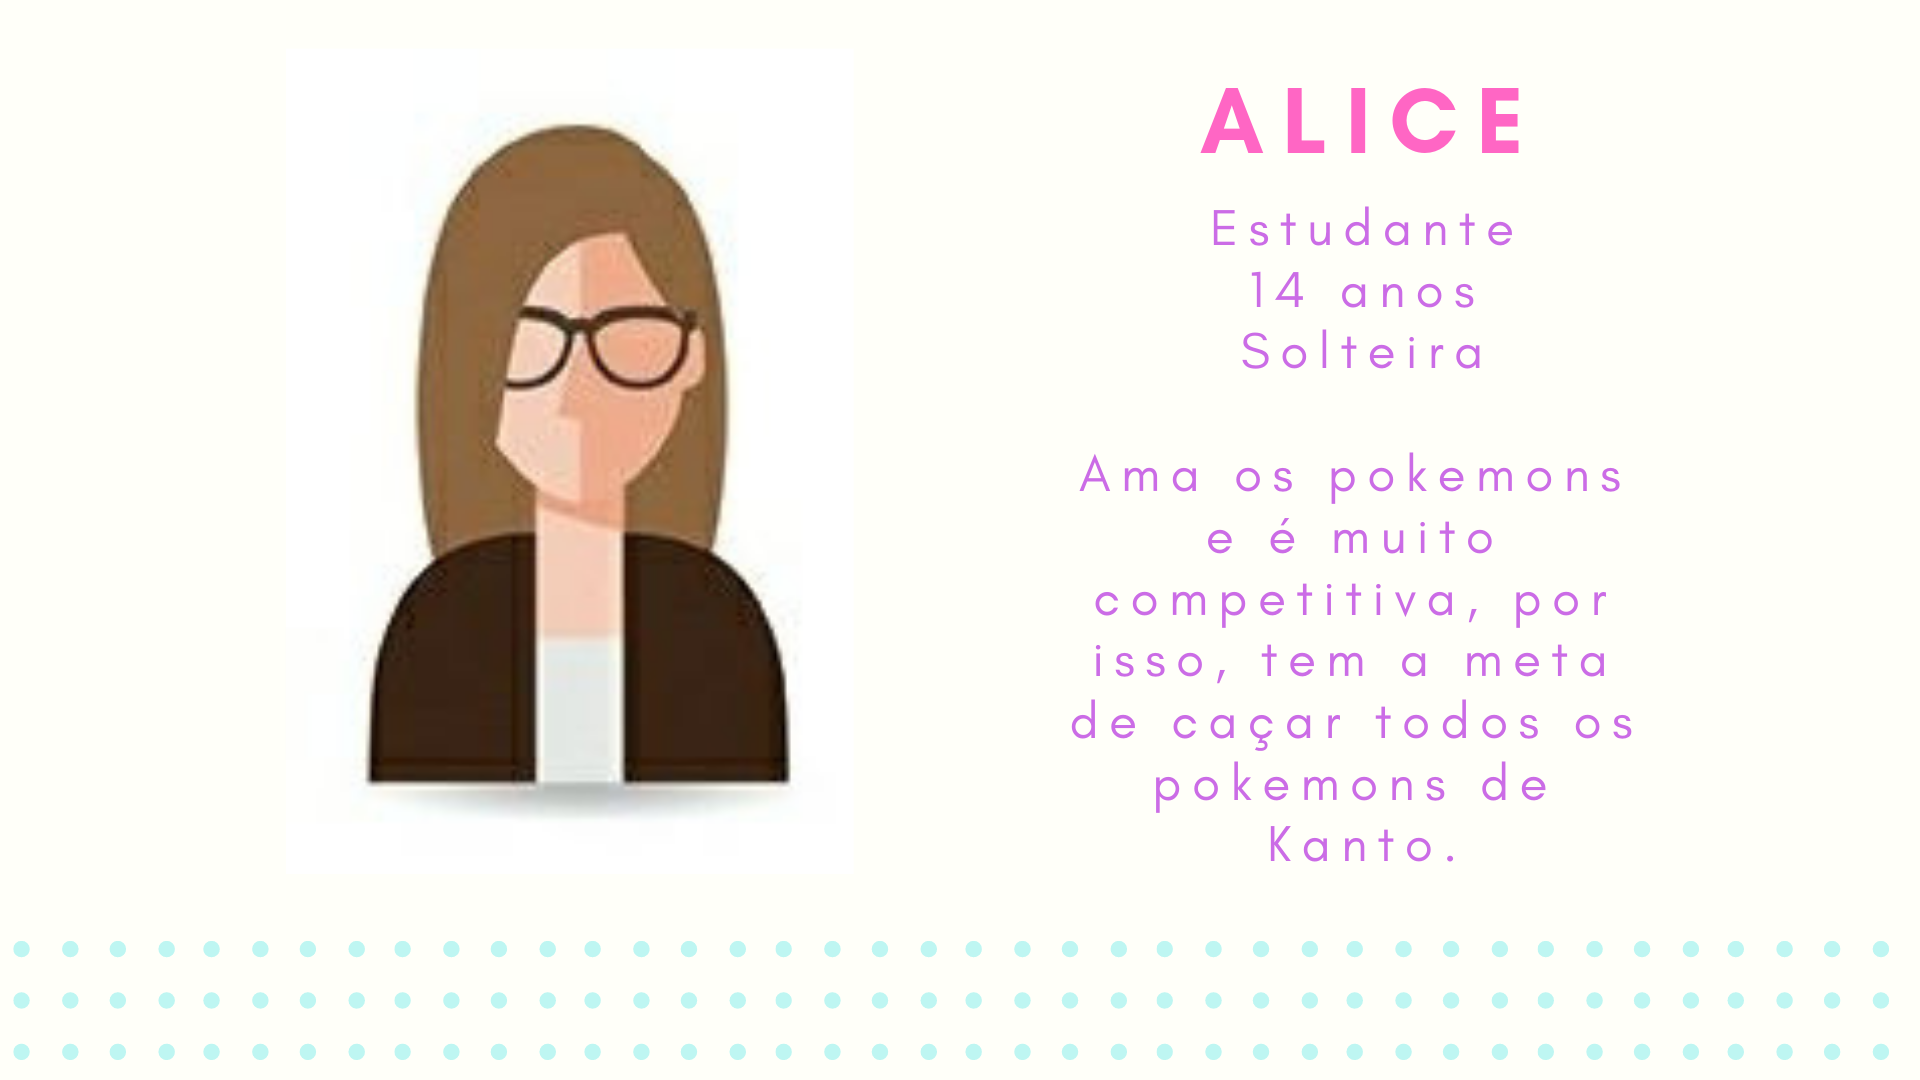 ALICE
Estudante
14 anos
Solteira
Ama os pokemons
e é muito
competitiva, por
isso, tem a meta
de caçar todos os
pokemons de
Kanto.